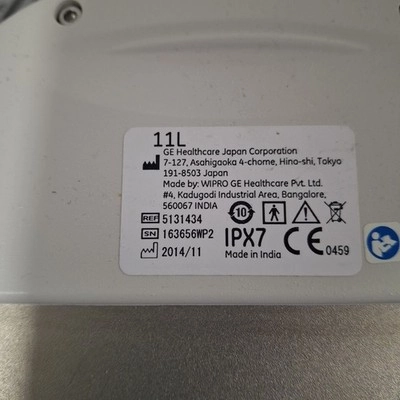 11L
GE Healthcare Japan Corporation
7-127, Asahigaoka 4-chome, Hino-shi, Tokyo
191-8503 Japan
Made by: WIPRO GE Healthcare Pvt. Ltd.
#4, Kadugodi Industrial Area, Bangalore,
560067 INDIA
REF 5131434
SN 163656WP2
2014/11
10
IPX7
Made in India
CE 0459